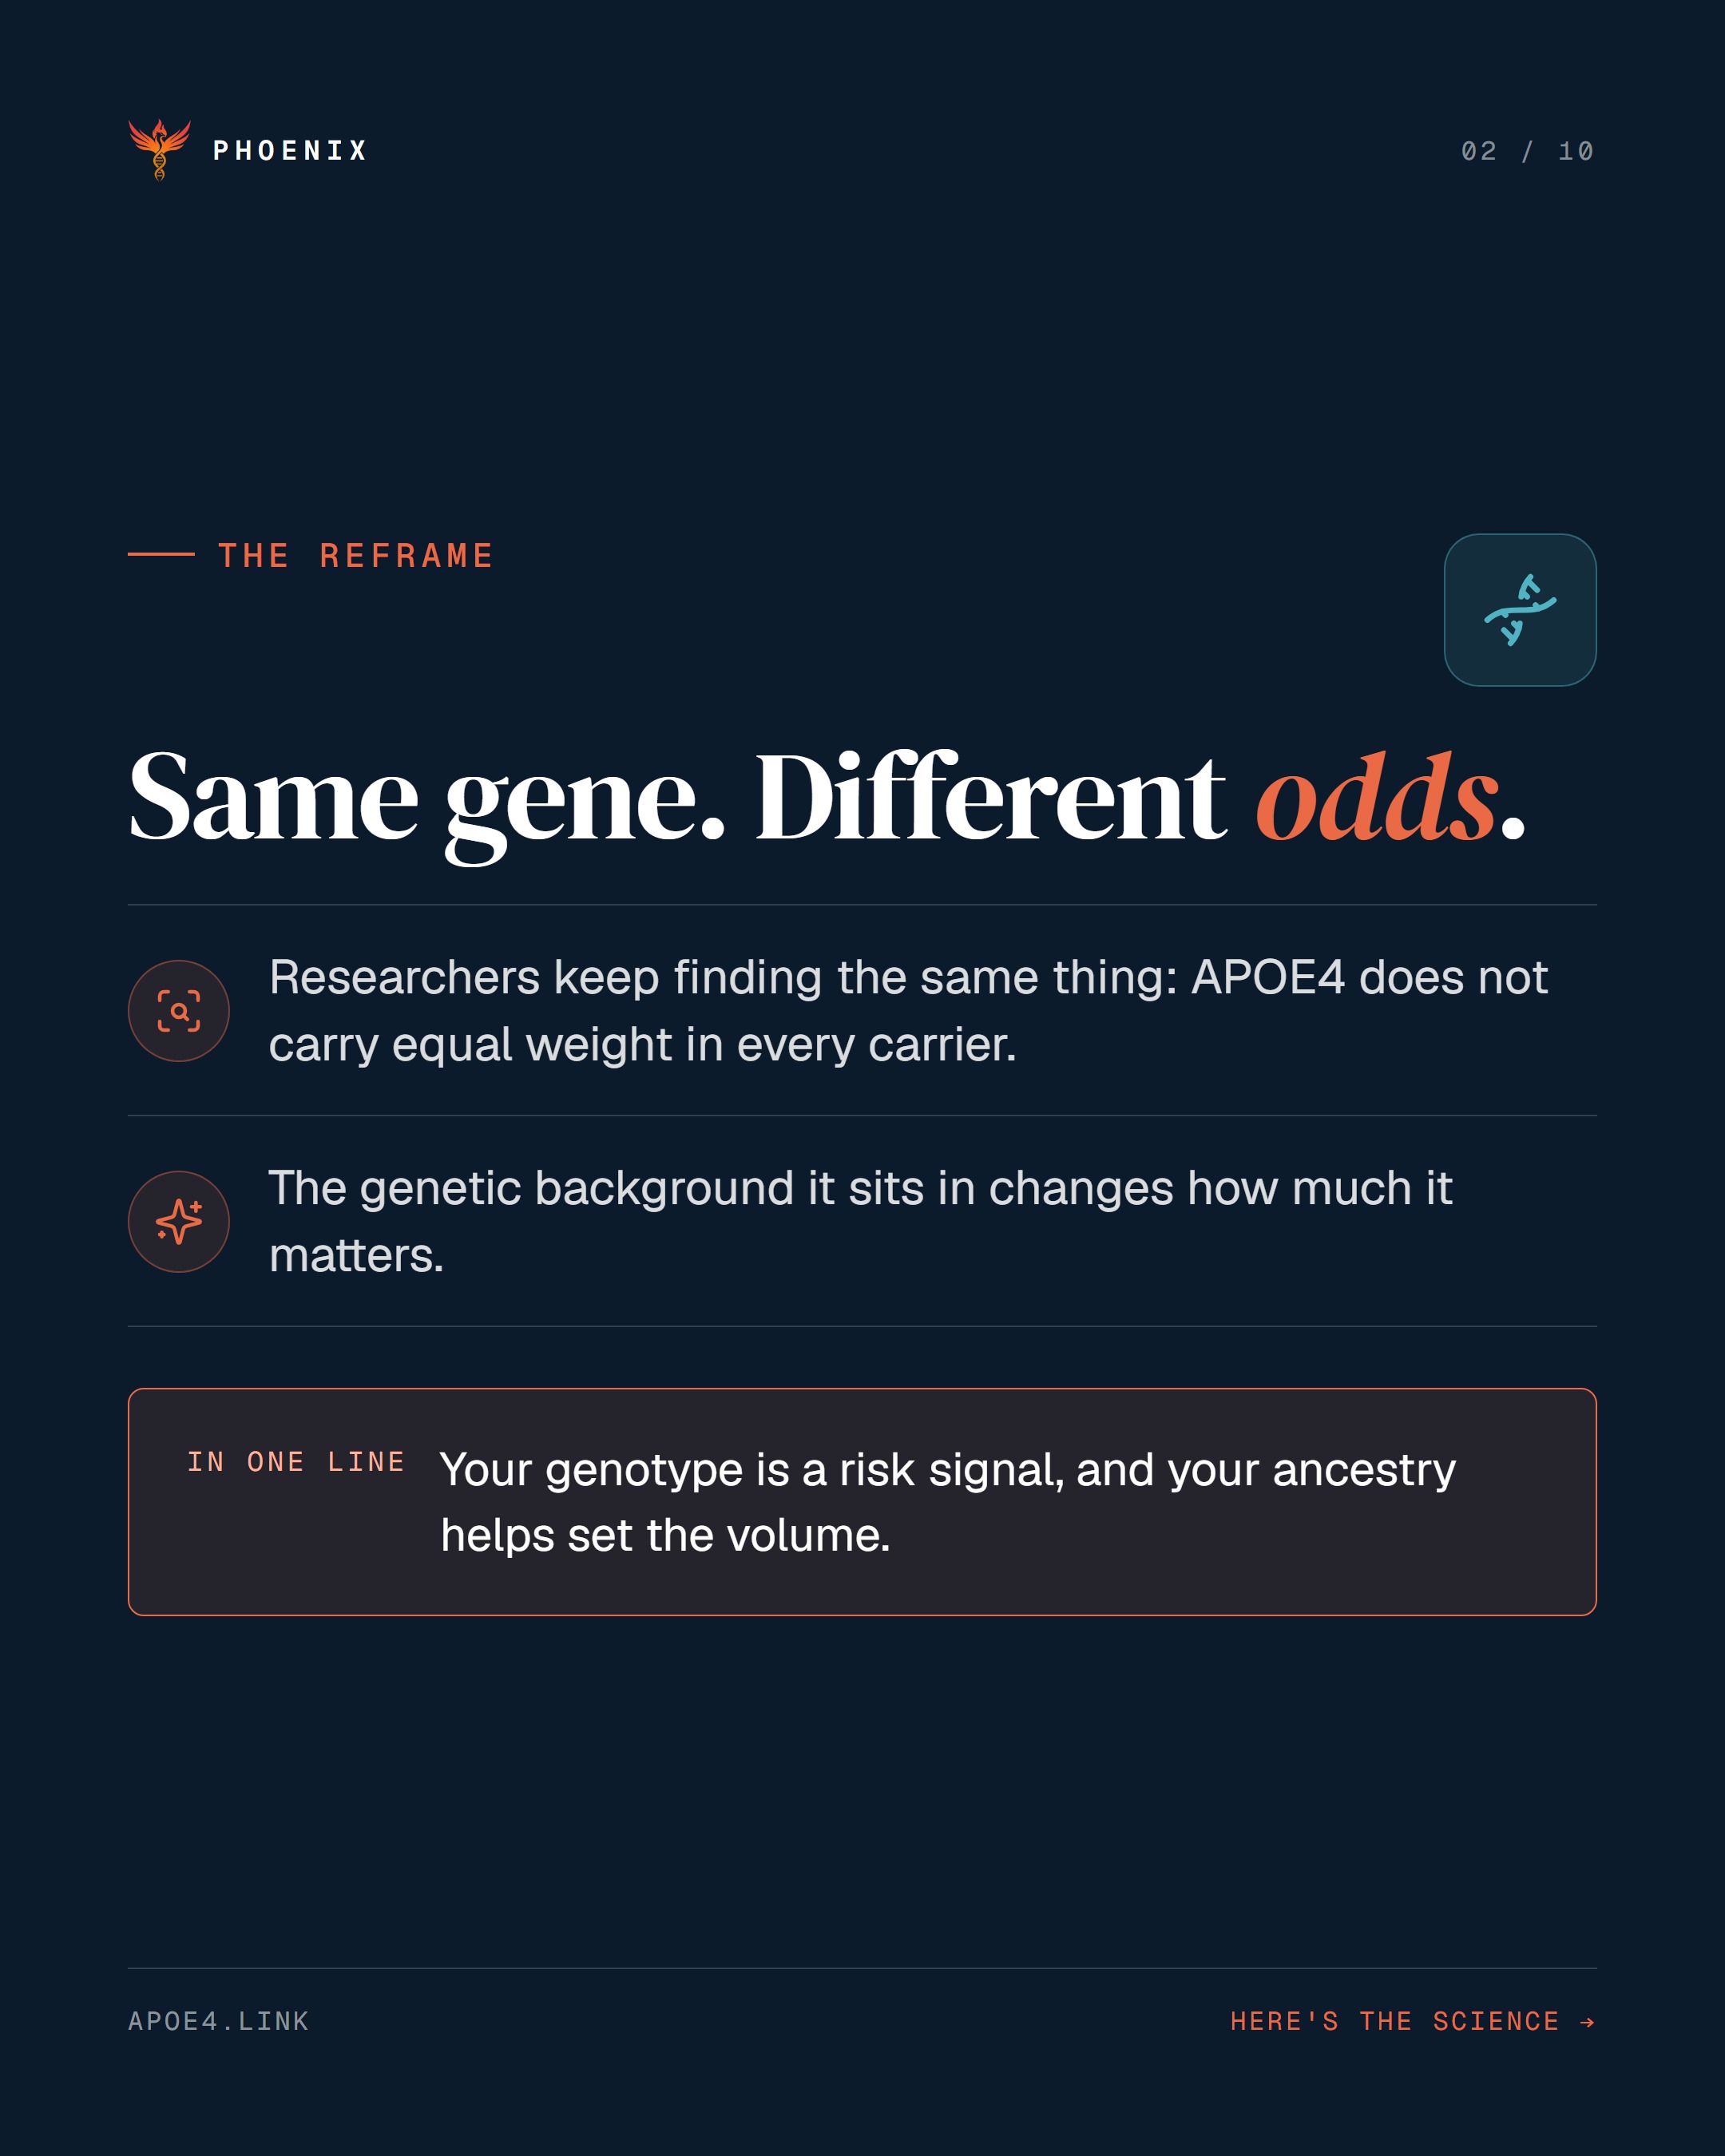 PHOENIX
02 / 10
THE REFRAME
Same gene. Different odds.
Researchers keep finding the same thing: APOE4 does not
carry equal weight in every carrier.
The genetic background it sits in changes how much it
matters.
IN ONE LINE
Your genotype is a risk signal, and your ancestry
helps set the volume.
APOE4.LINK
HERE'S THE SCIENCE →